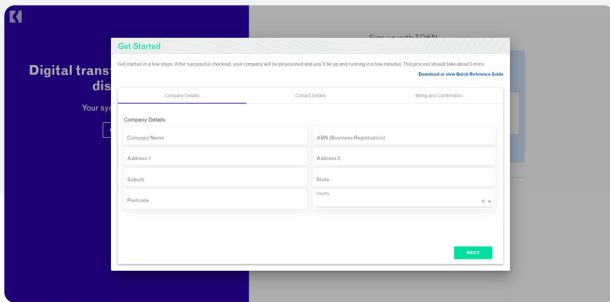 Sign up with TOKN
Get Started
Get started in a few steps. After successful checkout, your company will be provisioned and you'll be up and running in a few minutes. This process should take about 5 mins
Download or view Quick Reference Guide
Digital trans
dis
Your sys
Company Details
Contact Details
Billing and Confirmation
Company Details
Company Name
ABN (Business Registration)
Address 1
Address 2
Suburb
State
Postcode
Country
NEXT